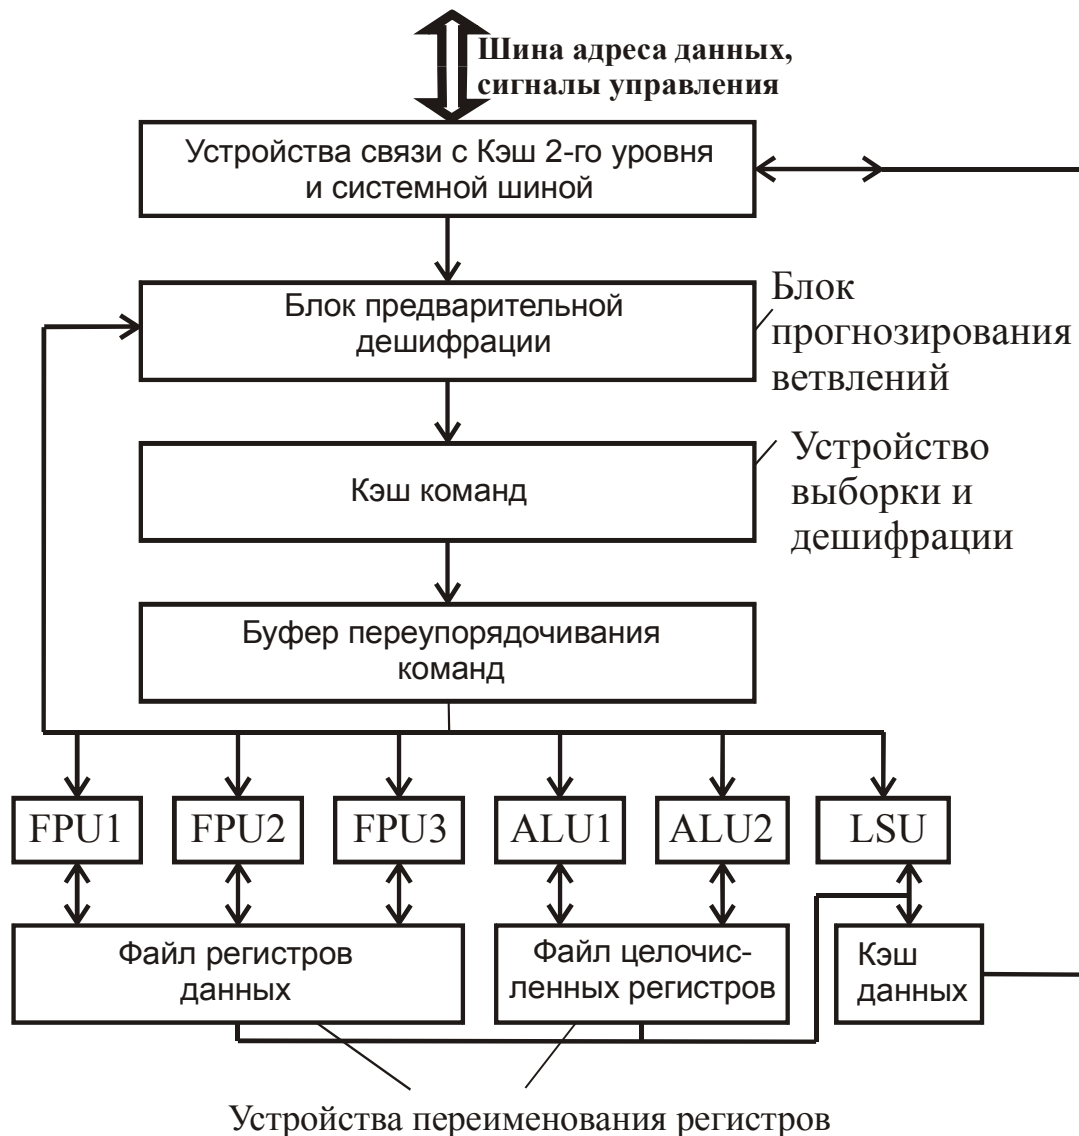 Шина адреса данных,
сигналы управления
Устройства связи с Кэш 2-го уровня
и системной шиной
Блок предварительной
дешифрации
Блок
прогнозирования
ветвлений
Кэш команд
Устройство
выборки и
дешифрации
Буфер переупорядочивания
команд
FPU1
FPU2
FPU3
ALU1
ALU2
LSU
Файл регистров
данных
Файл целочис-
ленных регистров
Кэш
данных
Устройства переименования регистров